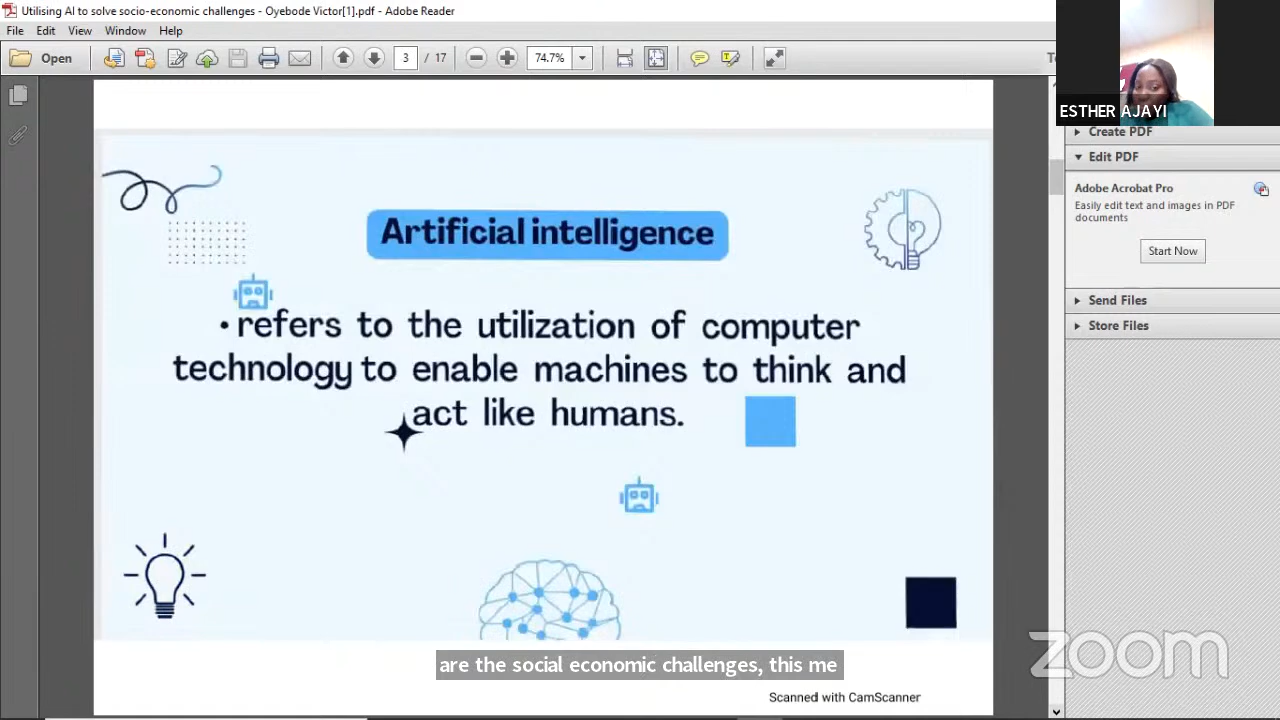 Utilising AI to solve socio-economic challenges - Oyebode Victor[1].pdf - Adobe Reader
File Edit View Window Help
Open 3 / 17 74.7%
ESTHER AJAYI
Create PDF
Edit PDF
Adobe Acrobat Pro
Easily edit text and images in PDF
documents
Start Now
Send Files
Store Files
Artificial intelligence
• refers to the utilization of computer
technology to enable machines to think and
act like humans.
are the social economic challenges, this me
zoom
Scanned with CamScanner